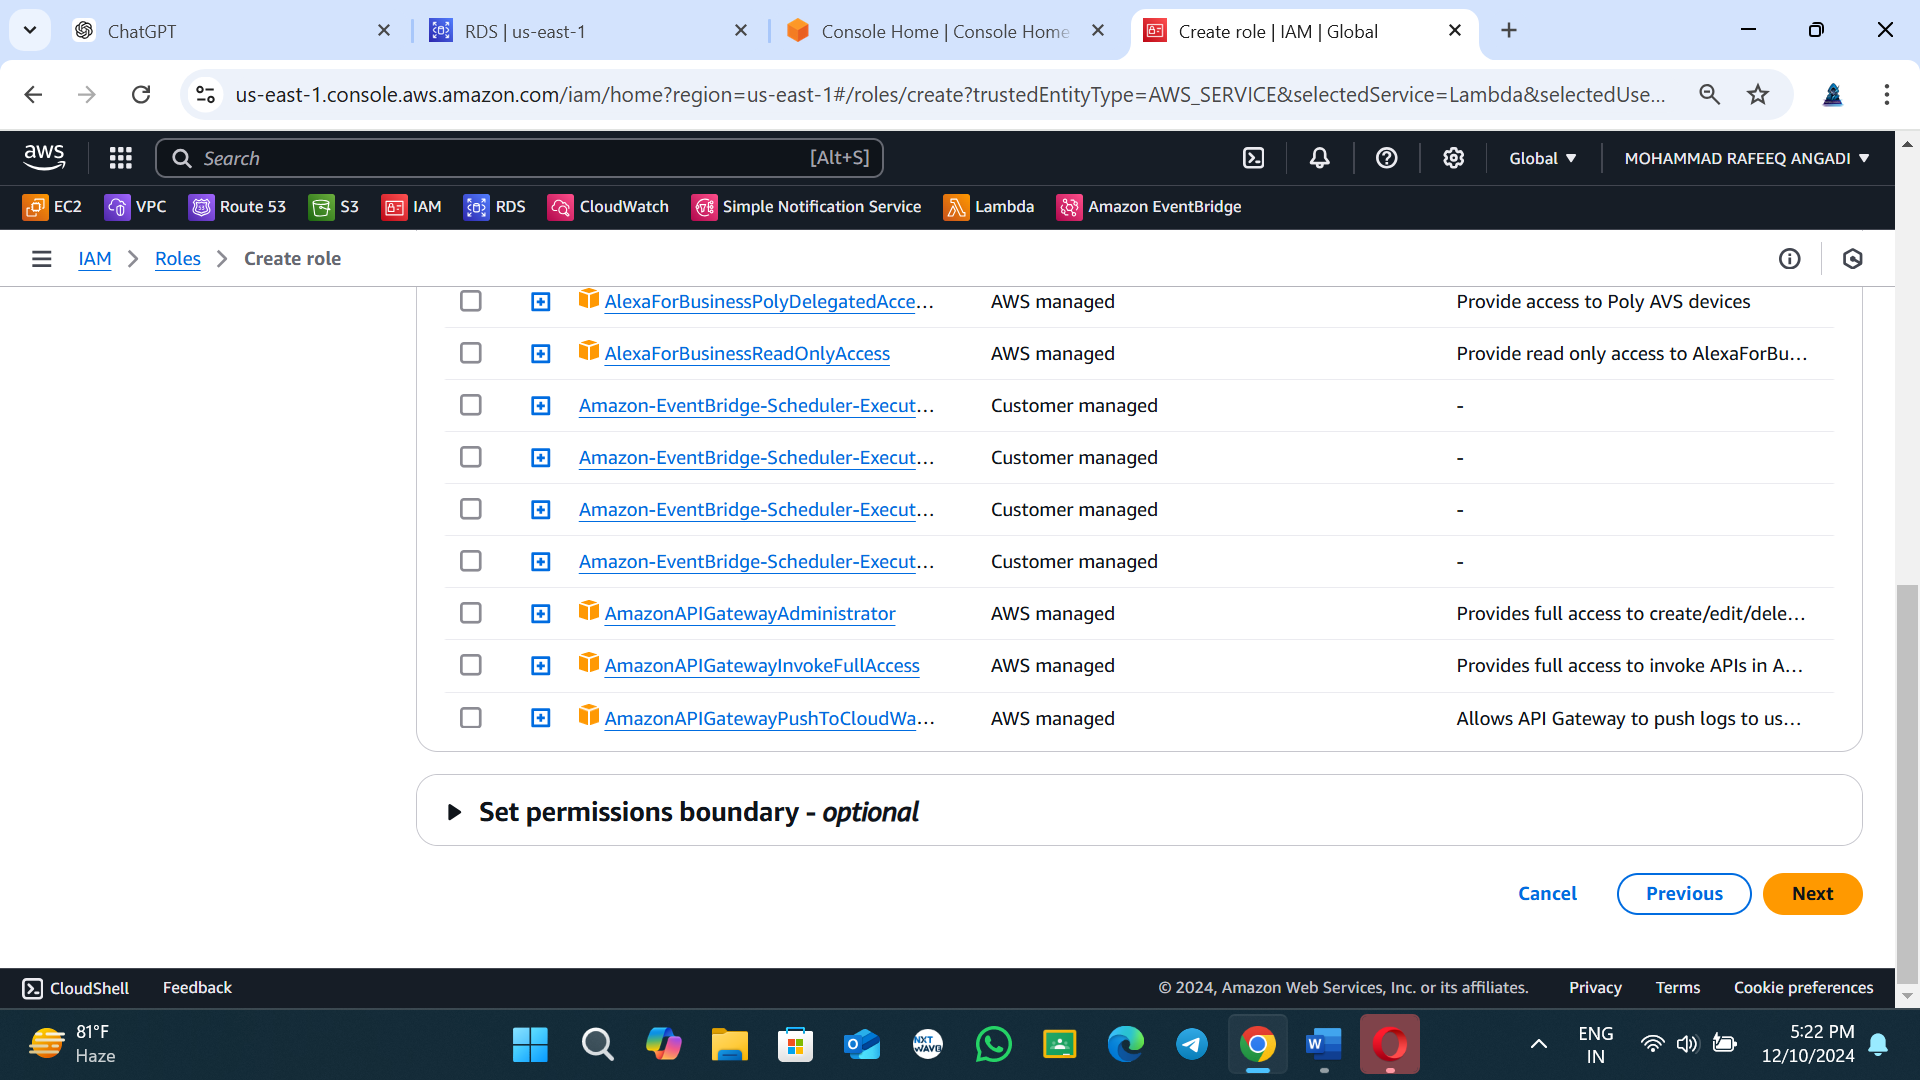 ChatGPT
RDS | us-east-1
Console Home | Console Home
Create role | IAM | Global
us-east-1.console.aws.amazon.com/iam/home?region=us-east-1#/roles/create?trustedEntityType=AWS_SERVICE&selectedService=Lambda&selectedUse...
aws
Search
[Alt+S]
Global
MOHAMMAD RAFEEQ ANGADI
EC2
VPC
Route 53
S3
IAM
RDS
CloudWatch
Simple Notification Service
Lambda
Amazon EventBridge
IAM > Roles > Create role
AlexaForBusinessPolyDelegatedAcce... AWS managed Provide access to Poly AVS devices
AlexaForBusinessReadOnlyAccess AWS managed Provide read only access to AlexaForBu...
Amazon-EventBridge-Scheduler-Execut... Customer managed -
Amazon-EventBridge-Scheduler-Execut... Customer managed -
Amazon-EventBridge-Scheduler-Execut... Customer managed -
Amazon-EventBridge-Scheduler-Execut... Customer managed -
AmazonAPIGatewayAdministrator AWS managed Provides full access to create/edit/dele...
AmazonAPIGatewayInvokeFullAccess AWS managed Provides full access to invoke APIs in A...
AmazonAPIGatewayPushToCloudWa... AWS managed Allows API Gateway to push logs to us...
Set permissions boundary - optional
Cancel
Previous
Next
CloudShell
Feedback
© 2024, Amazon Web Services, Inc. or its affiliates.
Privacy
Terms
Cookie preferences
81°F
Haze
NXT
WAVE
ENG
IN
5:22 PM
12/10/2024